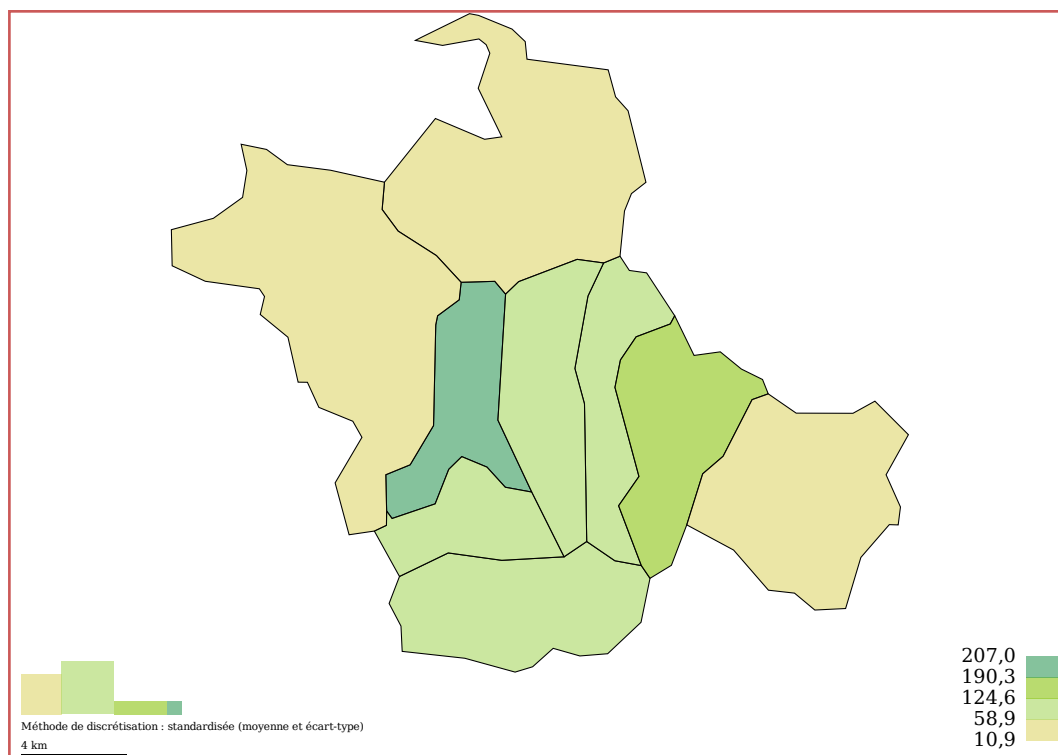 207,0
190,3
124,6
58,9
10,9
Méthode de discrétisation : standardisée (moyenne et écart-type)
4 km